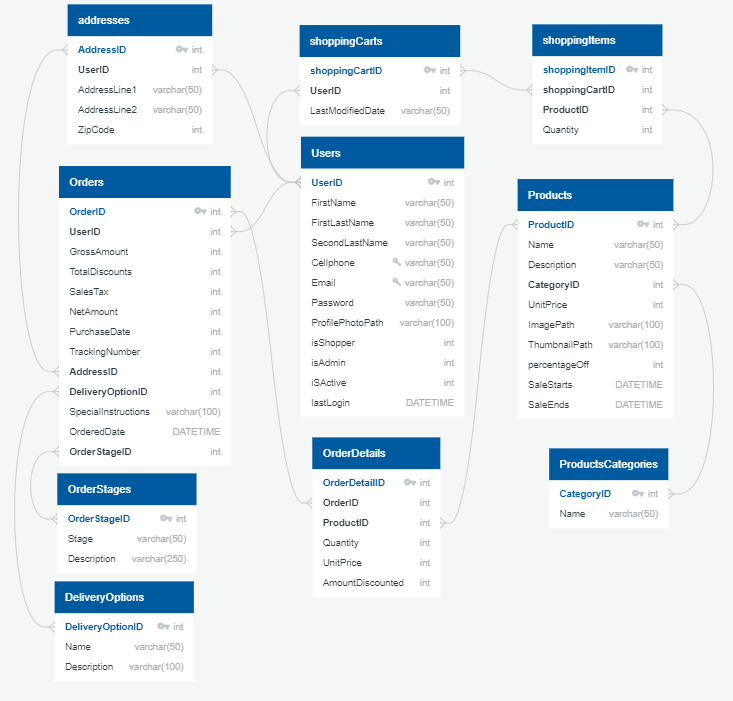 addresses
AddressID int
UserID int
AddressLine1 varchar(50)
AddressLine2 varchar(50)
ZipCode int
shoppingCarts
shoppingCartID int
UserID int
LastModifiedDate varchar(50)
shoppingItems
shoppingItemID int
shoppingCartID int
ProductID int
Quantity int
Orders
OrderID int
UserID int
GrossAmount int
TotalDiscounts int
SalesTax int
NetAmount int
PurchaseDate int
TrackingNumber int
AddressID int
DeliveryOptionID int
SpecialInstructions varchar(100)
OrderedDate DATETIME
OrderStageID int
Users
UserID int
FirstName varchar(50)
FirstLastName varchar(50)
SecondLastName varchar(50)
Cellphone varchar(50)
Email varchar(50)
Password varchar(50)
ProfilePhotoPath varchar(100)
isShopper int
isAdmin int
iSActive int
lastLogin DATETIME
Products
ProductID int
Name varchar(50)
Description varchar(50)
CategoryID int
UnitPrice int
ImagePath varchar(100)
ThumbnailPath varchar(100)
percentageOff int
SaleStarts DATETIME
SaleEnds DATETIME
OrderStages
OrderStageID int
Stage varchar(50)
Description varchar(250)
OrderDetails
OrderDetailID int
OrderID int
ProductID int
Quantity int
UnitPrice int
AmountDiscounted int
ProductsCategories
CategoryID int
Name varchar(50)
DeliveryOptions
DeliveryOptionID int
Name varchar(50)
Description varchar(100)